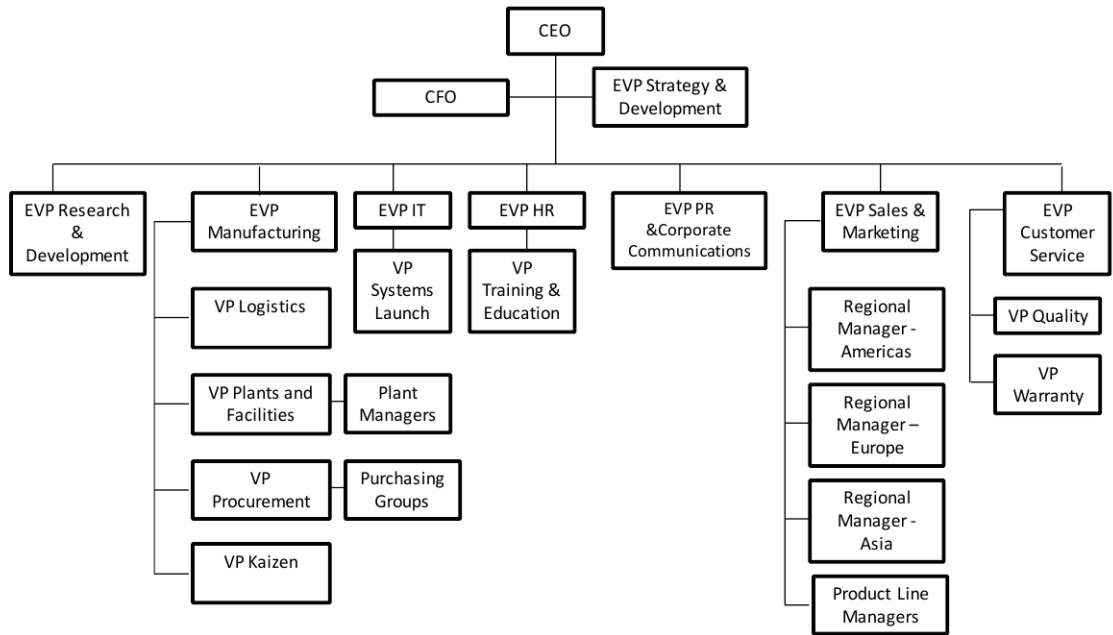 CEO
CFO
EVP Strategy &
Development
EVP Research
&
Development
EVP
Manufacturing
EVP IT
EVP HR
EVP PR
&Corporate
Communications
EVP Sales &
Marketing
EVP
Customer
Service
VP
Systems
Launch
VP
Training &
Education
VP Logistics
VP Plants and
Facilities
Plant
Managers
VP
Procurement
Purchasing
Groups
VP Kaizen
Regional
Manager -
Americas
Regional
Manager –
Europe
Regional
Manager -
Asia
Product Line
Managers
VP Quality
VP
Warranty